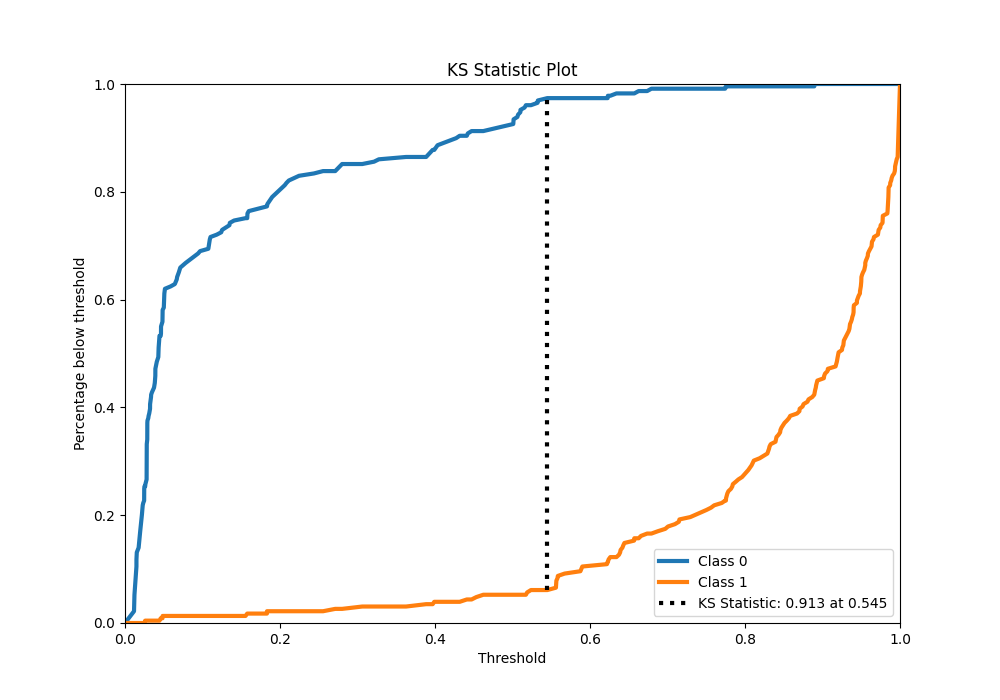 KS Statistic Plot
1.0
0.8
0.6
0.4
0.2
0.0
Percentage below threshold
0.0 0.2 0.4 0.6 0.8 1.0
Threshold
Class 0
Class 1
KS Statistic: 0.913 at 0.545